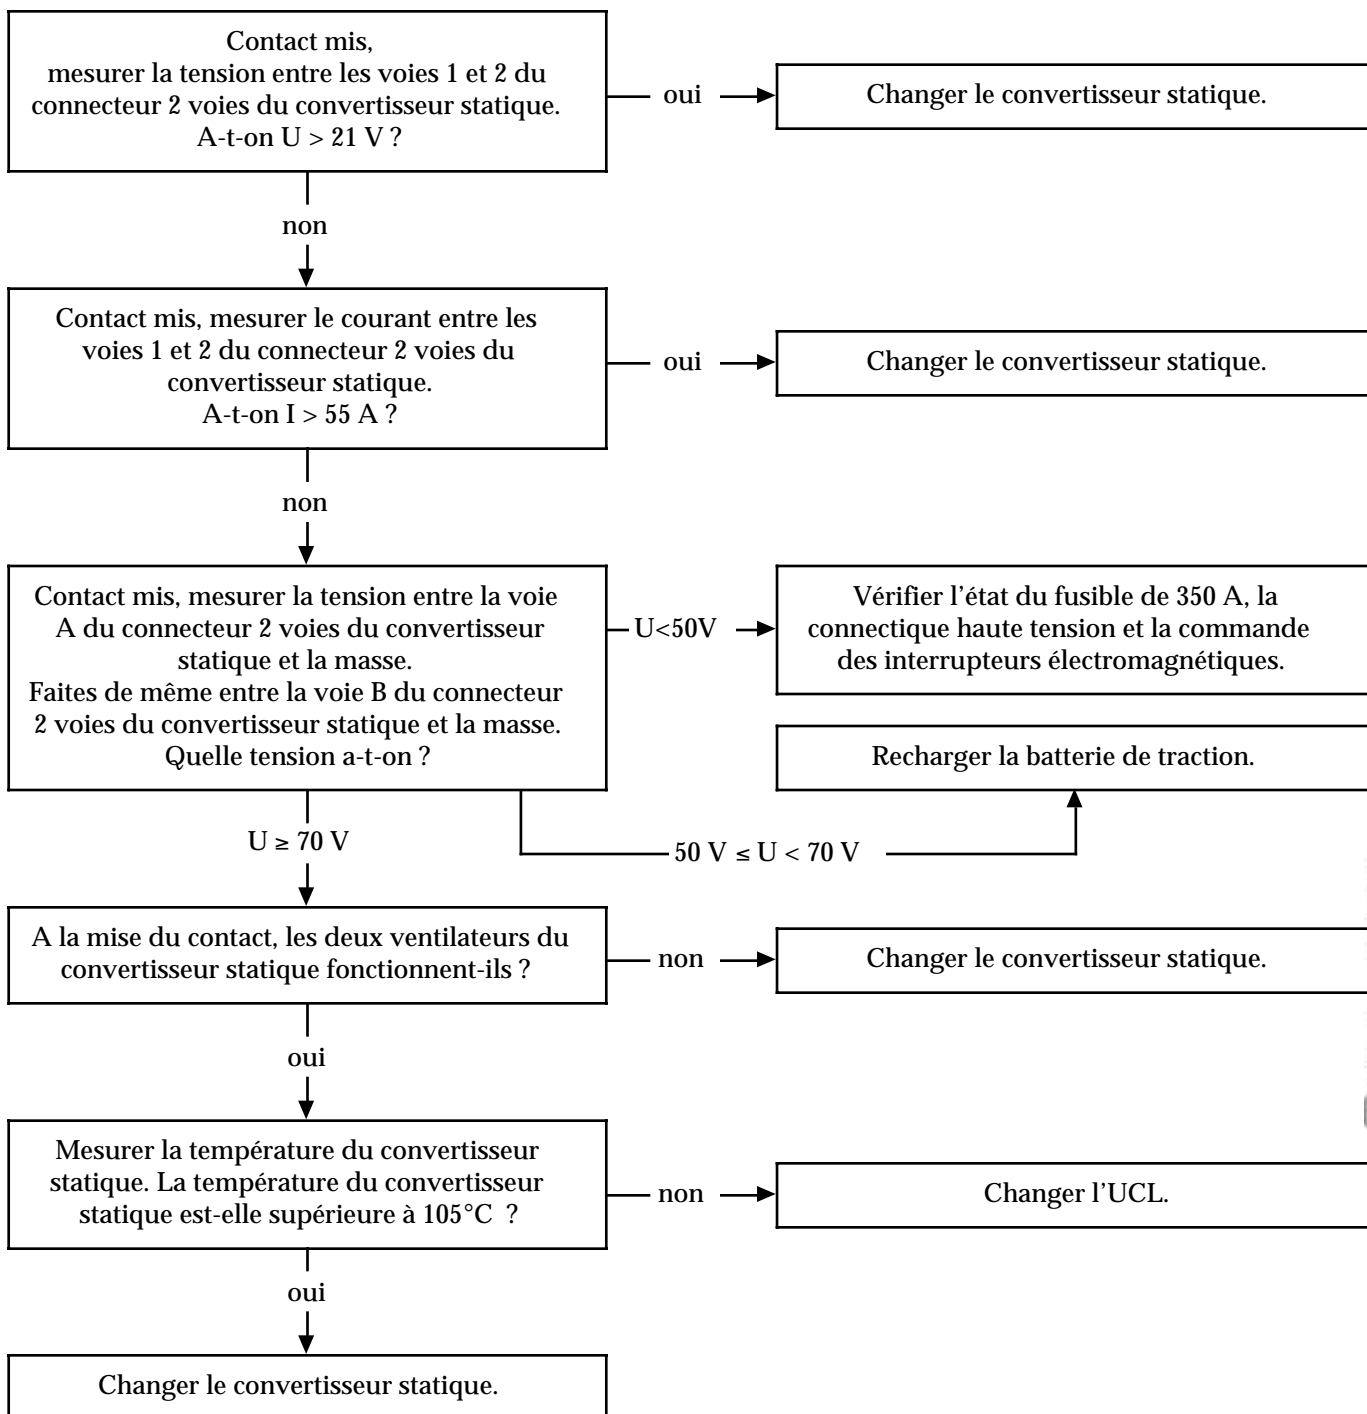 Contact mis,
mesurer la tension entre les voies 1 et 2 du
connecteur 2 voies du convertisseur statique.
A-t-on U > 21 V ?
oui
Changer le convertisseur statique.
non
Contact mis, mesurer le courant entre les
voies 1 et 2 du connecteur 2 voies du
convertisseur statique.
A-t-on I > 55 A ?
oui
Changer le convertisseur statique.
non
Contact mis, mesurer la tension entre la voie
A du connecteur 2 voies du convertisseur
statique et la masse.
Faites de même entre la voie B du connecteur
2 voies du convertisseur statique et la masse.
Quelle tension a-t-on ?
U<50V
Vérifier l'état du fusible de 350 A, la
connectique haute tension et la commande
des interrupteurs électromagnétiques.
Recharger la batterie de traction.
U ≥ 70 V
50 V ≤ U < 70 V
A la mise du contact, les deux ventilateurs du
convertisseur statique fonctionnent-ils ?
non
Changer le convertisseur statique.
oui
Mesurer la température du convertisseur
statique. La température du convertisseur
statique est-elle supérieure à 105°C ?
non
Changer l'UCL.
oui
Changer le convertisseur statique.